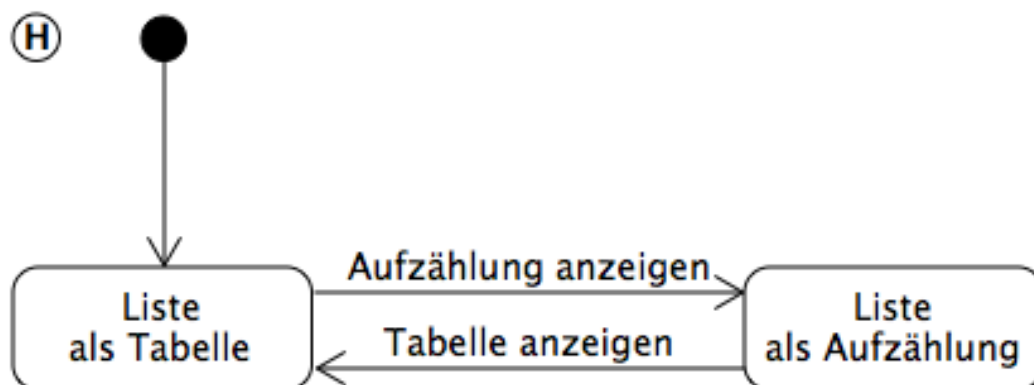 H
Aufzählung anzeigen
Liste
als Tabelle
Tabelle anzeigen
Liste
als Aufzählung